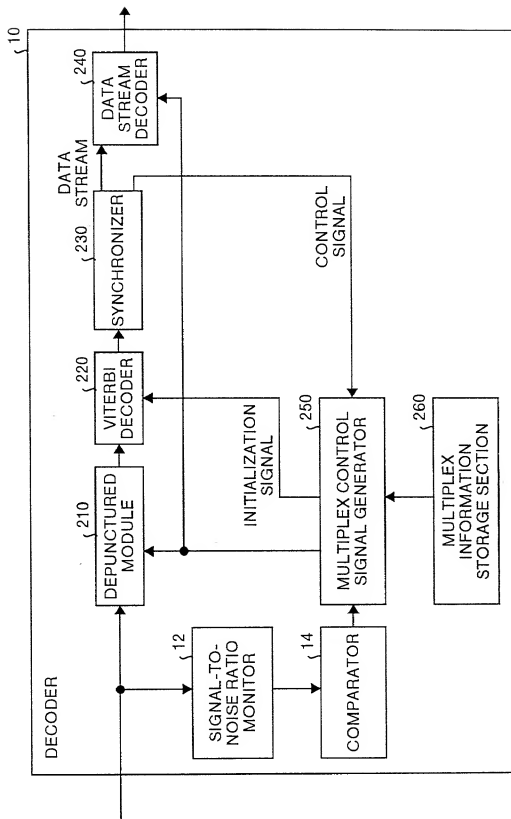 10
DECODER
210
DEPUNCTURED
MODULE
220
VITERBI
DECODER
230
SYNCHRONIZER
DATA
STREAM
240
DATA
STREAM
DECODER
12
SIGNAL-TO-
NOISE RATIO
MONITOR
INITIALIZATION
SIGNAL
CONTROL
SIGNAL
14
COMPARATOR
250
MULTIPLEX CONTROL
SIGNAL GENERATOR
260
MULTIPLEX
INFORMATION
STORAGE SECTION